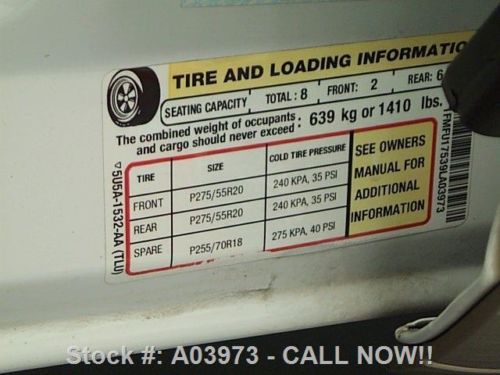 TIRE AND LOADING INFORMATIO
SEATING CAPACITY TOTAL: 8 FRONT: 2 REAR: 6
The combined weight of occupants and cargo should never exceed: 639 kg or 1410 lbs.
TIRE SIZE COLD TIRE PRESSURE
FRONT P275/55R20 240 KPA, 35 PSI
REAR P275/55R20 240 KPA, 35 PSI
SPARE P255/70R18 275 KPA, 40 PSI
SEE OWNERS
MANUAL FOR
ADDITIONAL
INFORMATION
5U5A-1532-AA (TLU)
FMFU17539LA03973
Stock #: A03973 - CALL NOW!!